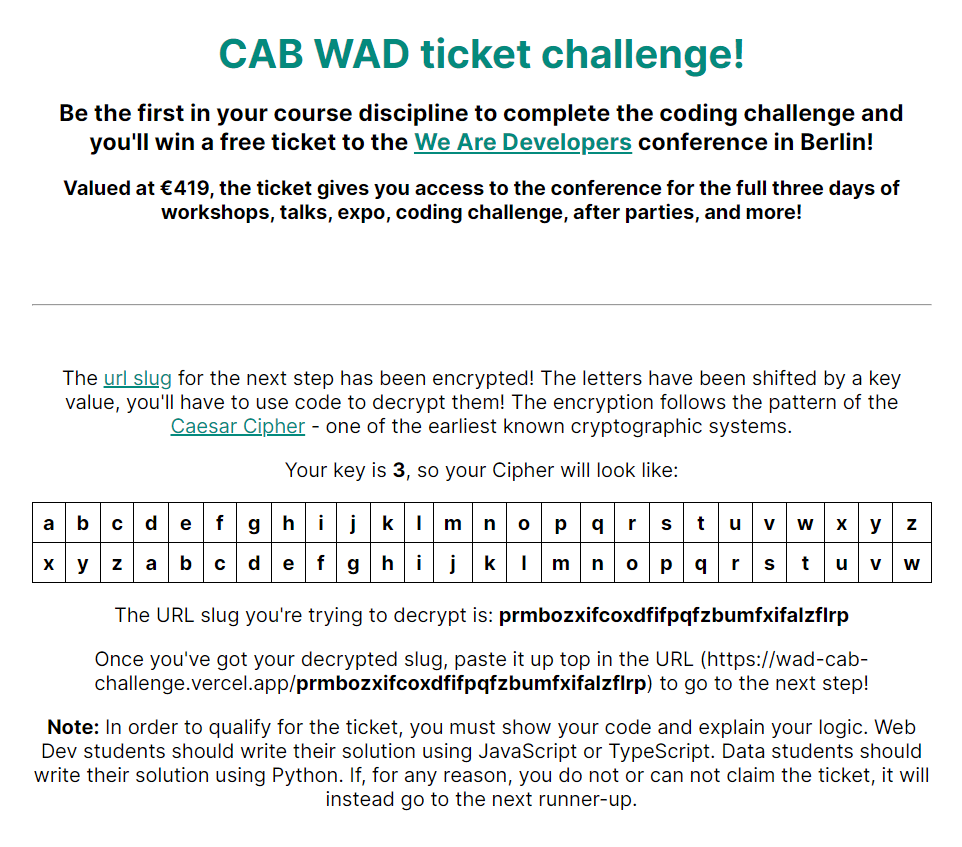 CAB WAD ticket challenge!
Be the first in your course discipline to complete the coding challenge and
you'll win a free ticket to the We Are Developers conference in Berlin!
Valued at €419, the ticket gives you access to the conference for the full three days of
workshops, talks, expo, coding challenge, after parties, and more!
The url slug for the next step has been encrypted! The letters have been shifted by a key
value, you'll have to use code to decrypt them! The encryption follows the pattern of the
Caesar Cipher - one of the earliest known cryptographic systems.
Your key is 3, so your Cipher will look like:
a b c d e f g h i j k l m n o p q r s t u v w x y z
x y z a b c d e f g h i j k l m n o p q r s t u v w
The URL slug you're trying to decrypt is: prmbozxifcoxdfifpqfzbumfxifalzflrp
Once you've got your decrypted slug, paste it up top in the URL (https://wad-cab-
challenge.vercel.app/prmbozxifcoxdfifpqfzbumfxifalzflrp) to go to the next step!
Note: In order to qualify for the ticket, you must show your code and explain your logic. Web
Dev students should write their solution using JavaScript or TypeScript. Data students should
write their solution using Python. If, for any reason, you do not or can not claim the ticket, it will
instead go to the next runner-up.